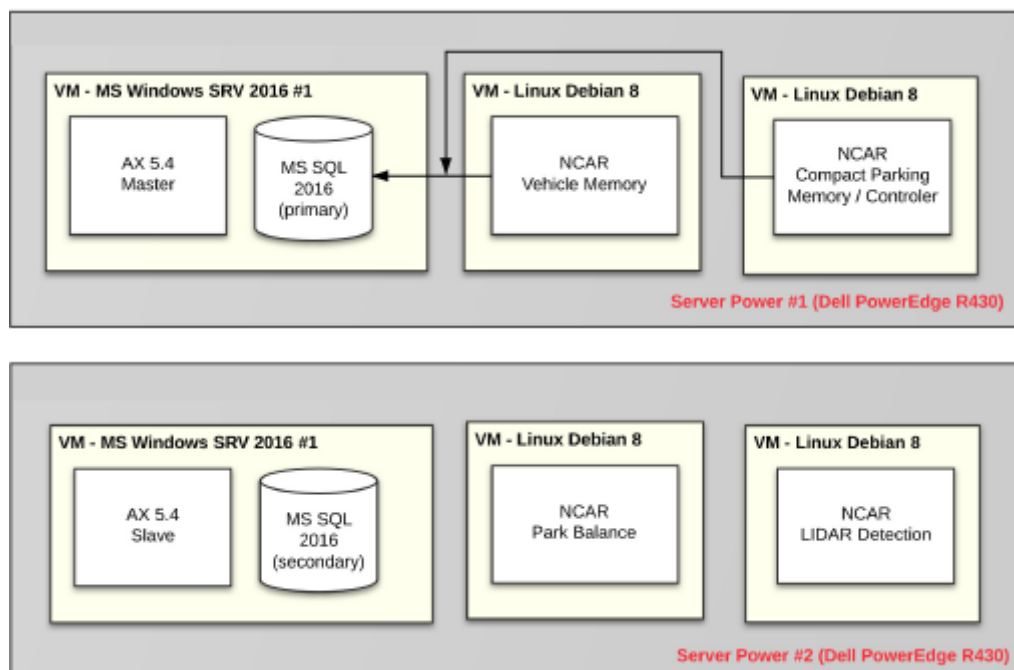 VM - MS Windows SRV 2016 #1
AX 5.4
Master
MS SQL
2016
(primary)
VM - Linux Debian 8
NCAR
Vehicle Memory
VM - Linux Debian 8
NCAR
Compact Parking
Memory / Controler
Server Power #1 (Dell PowerEdge R430)
VM - MS Windows SRV 2016 #1
AX 5.4
Slave
MS SQL
2016
(secondary)
VM - Linux Debian 8
NCAR
Park Balance
VM - Linux Debian 8
NCAR
LIDAR Detection
Server Power #2 (Dell PowerEdge R430)